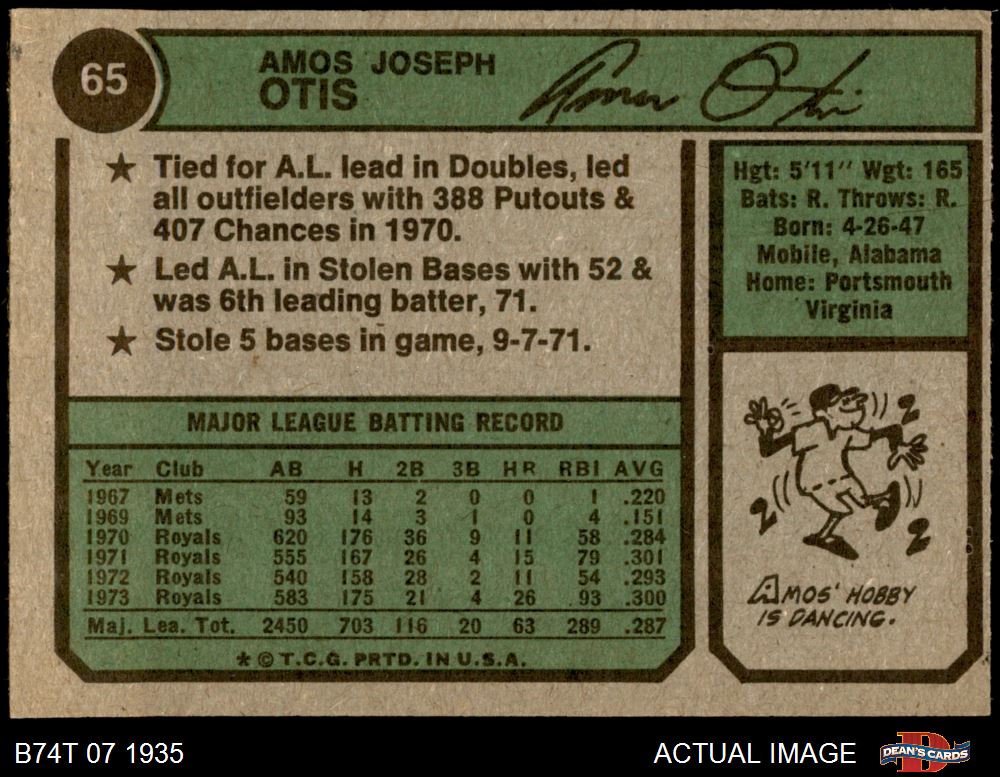 65
AMOS JOSEPH
OTIS
Amos Otis
★ Tied for A.L. lead in Doubles, led
all outfielders with 388 Putouts &
407 Chances in 1970.
★ Led A.L. in Stolen Bases with 52 &
was 6th leading batter, 71.
★ Stole 5 bases in game, 9-7-71.
Hgt: 5'11'' Wgt: 165
Bats: R. Throws: R.
Born: 4-26-47
Mobile, Alabama
Home: Portsmouth
Virginia
MAJOR LEAGUE BATTING RECORD
Year Club AB H 2B 3B HR RBI AVG
1967 Mets 59 13 2 0 0 1 .220
1969 Mets 93 14 3 1 0 4 .151
1970 Royals 620 176 36 9 11 58 .284
1971 Royals 555 167 26 4 15 79 .301
1972 Royals 540 158 28 2 11 54 .293
1973 Royals 583 175 21 4 26 93 .300
Maj. Lea. Tot. 2450 703 116 20 63 289 .287
* © T.C.G. PRTD. IN U.S.A.
2
2
2
AMOS' HOBBY
IS DANCING.
B74T 07 1935
ACTUAL IMAGE
DEAN'S CARDS